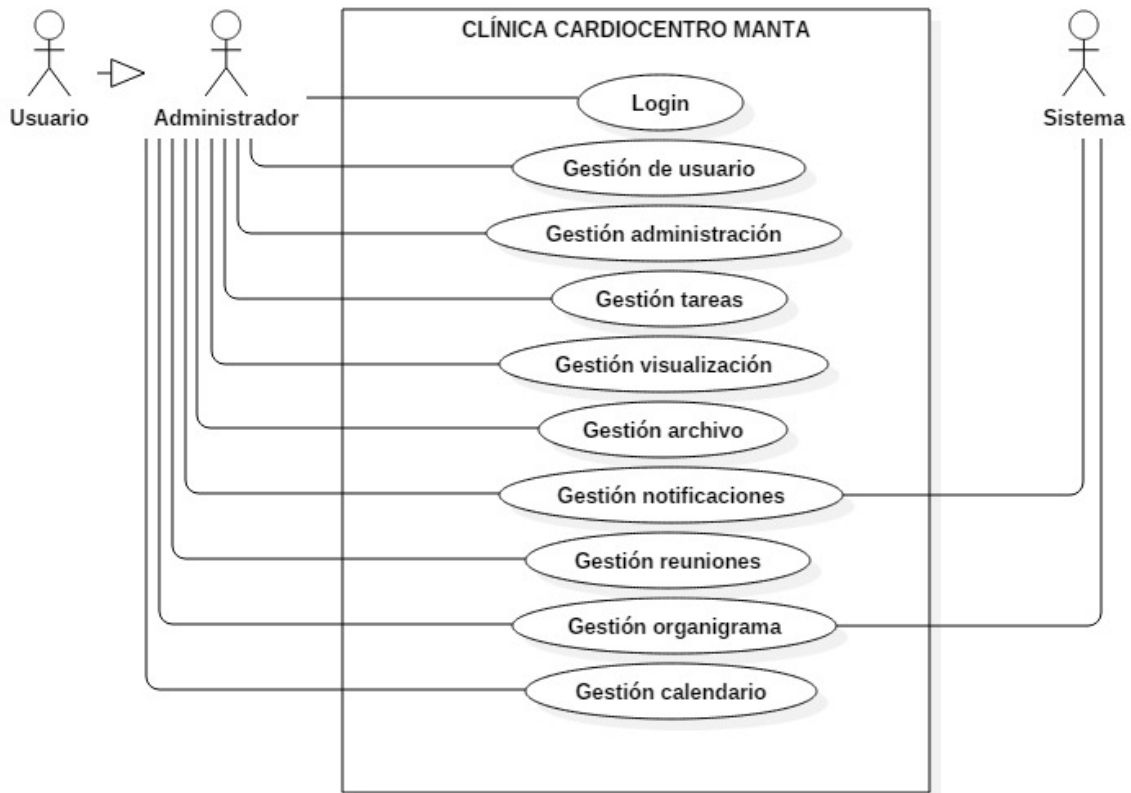 CLÍNICA CARDIOCENTRO MANTA
Usuario
Administrador
Sistema
Login
Gestión de usuario
Gestión administración
Gestión tareas
Gestión visualización
Gestión archivo
Gestión notificaciones
Gestión reuniones
Gestión organigrama
Gestión calendario